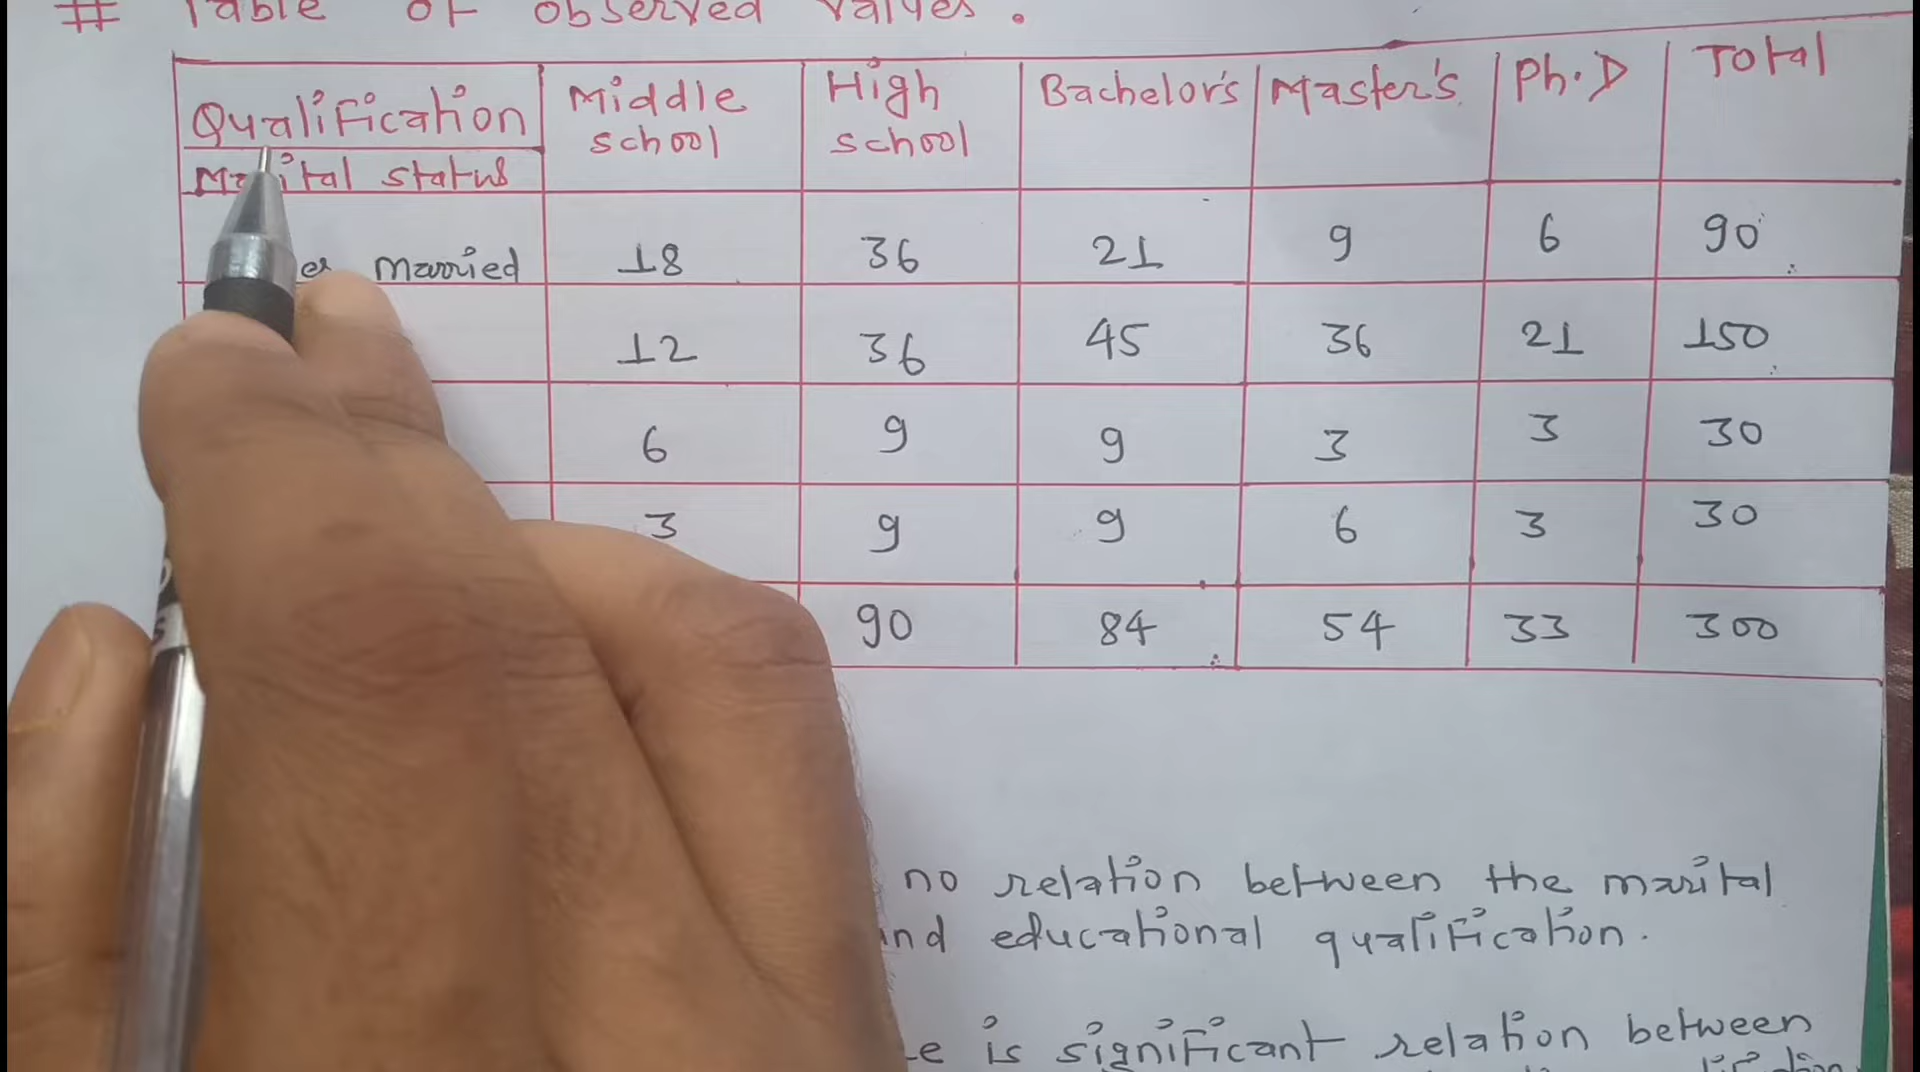 # Table of observed values.
Qualification Middle school High school Bachelor's Master's Ph.D Total
Marital status
married 18 36 21 9 6 90
12 36 45 36 21 150
6 9 9 3 3 30
3 9 9 6 3 30
90 84 54 33 300
no relation between the marital
and educational qualification.
is significant relation between